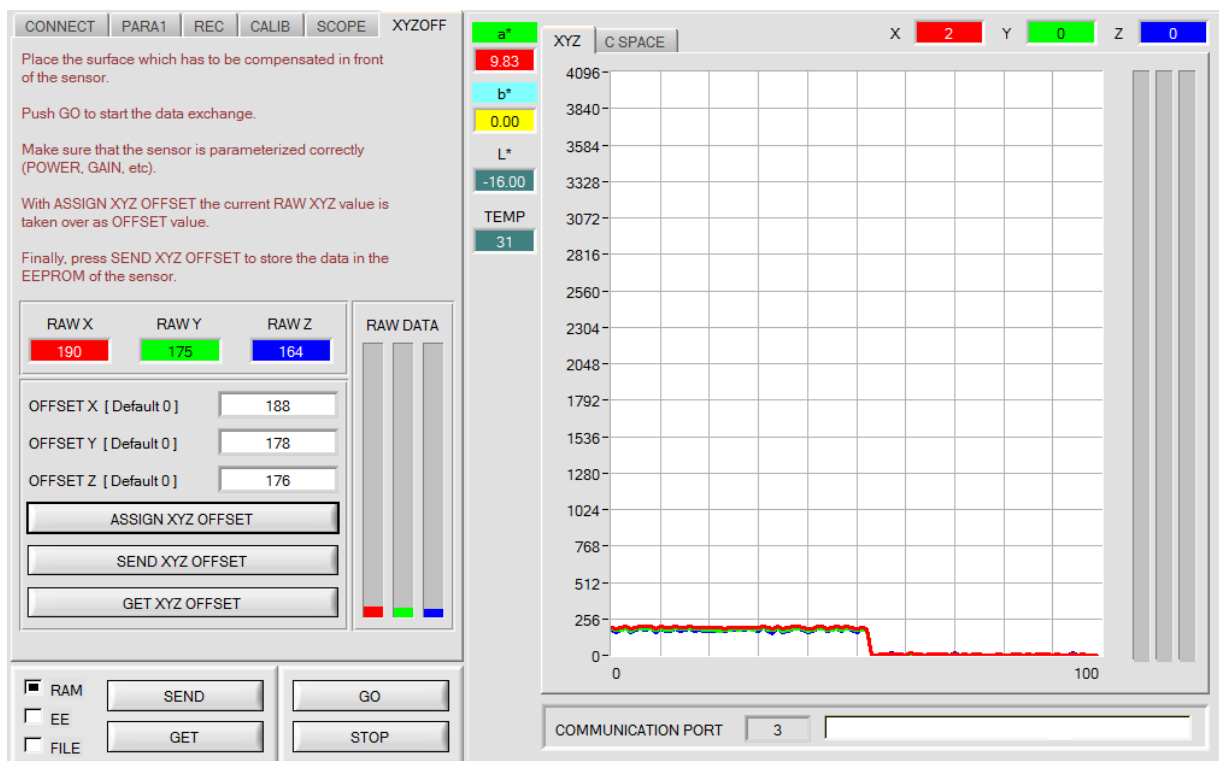 CONNECT PARA1 REC CALIB SCOPE XYZOFF
Place the surface which has to be compensated in front
of the sensor.
Push GO to start the data exchange.
Make sure that the sensor is parameterized correctly
(POWER, GAIN, etc).
With ASSIGN XYZ OFFSET the current RAW XYZ value is
taken over as OFFSET value.
Finally, press SEND XYZ OFFSET to store the data in the
EEPROM of the sensor.
RAW X RAW Y RAW Z
190 175 164
RAW DATA
OFFSET X [ Default 0 ] 188
OFFSET Y [ Default 0 ] 178
OFFSET Z [ Default 0 ] 176
ASSIGN XYZ OFFSET
SEND XYZ OFFSET
GET XYZ OFFSET
RAM
EE
FILE
SEND
GET
GO
STOP
a*
9.83
b*
0.00
L*
-16.00
TEMP
31
XYZ C SPACE
X 2 Y 0 Z 0
4096
3840
3584
3328
3072
2816
2560
2304
2048
1792
1536
1280
1024
768
512
256
0
0 100
COMMUNICATION PORT 3